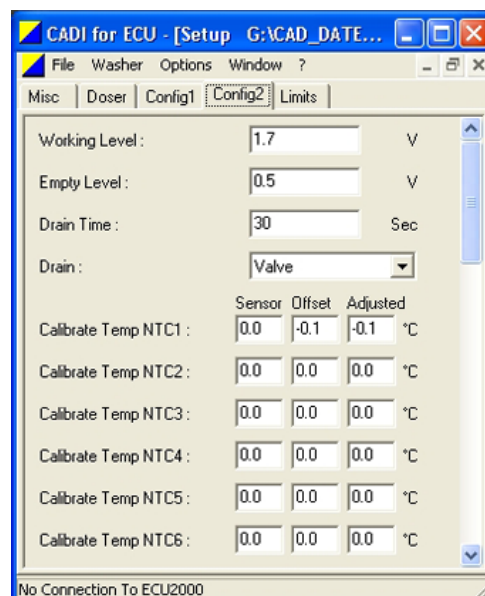 CADI for ECU - [Setup G:\CAD_DATE...
File Washer Options Window ?
Misc Doser Config1 Config2 Limits
Working Level : 1.7 V
Empty Level : 0.5 V
Drain Time : 30 Sec
Drain : Valve
Sensor Offset Adjusted
Calibrate Temp NTC1 : 0.0 -0.1 -0.1 °C
Calibrate Temp NTC2 : 0.0 0.0 0.0 °C
Calibrate Temp NTC3 : 0.0 0.0 0.0 °C
Calibrate Temp NTC4 : 0.0 0.0 0.0 °C
Calibrate Temp NTC5 : 0.0 0.0 0.0 °C
Calibrate Temp NTC6 : 0.0 0.0 0.0 °C
No Connection To ECU2000